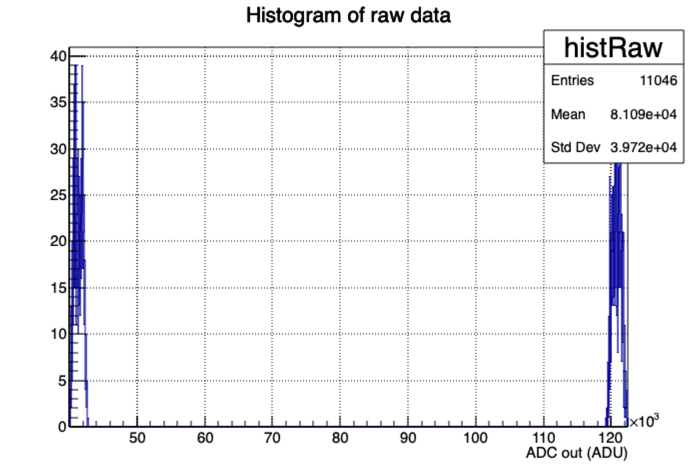 Histogram of raw data
histRaw
Entries 11046
Mean 8.109e+04
Std Dev 3.972e+04
40
35
30
25
20
15
10
5
0
50 60 70 80 90 100 110 120 ×10³
ADC out (ADU)